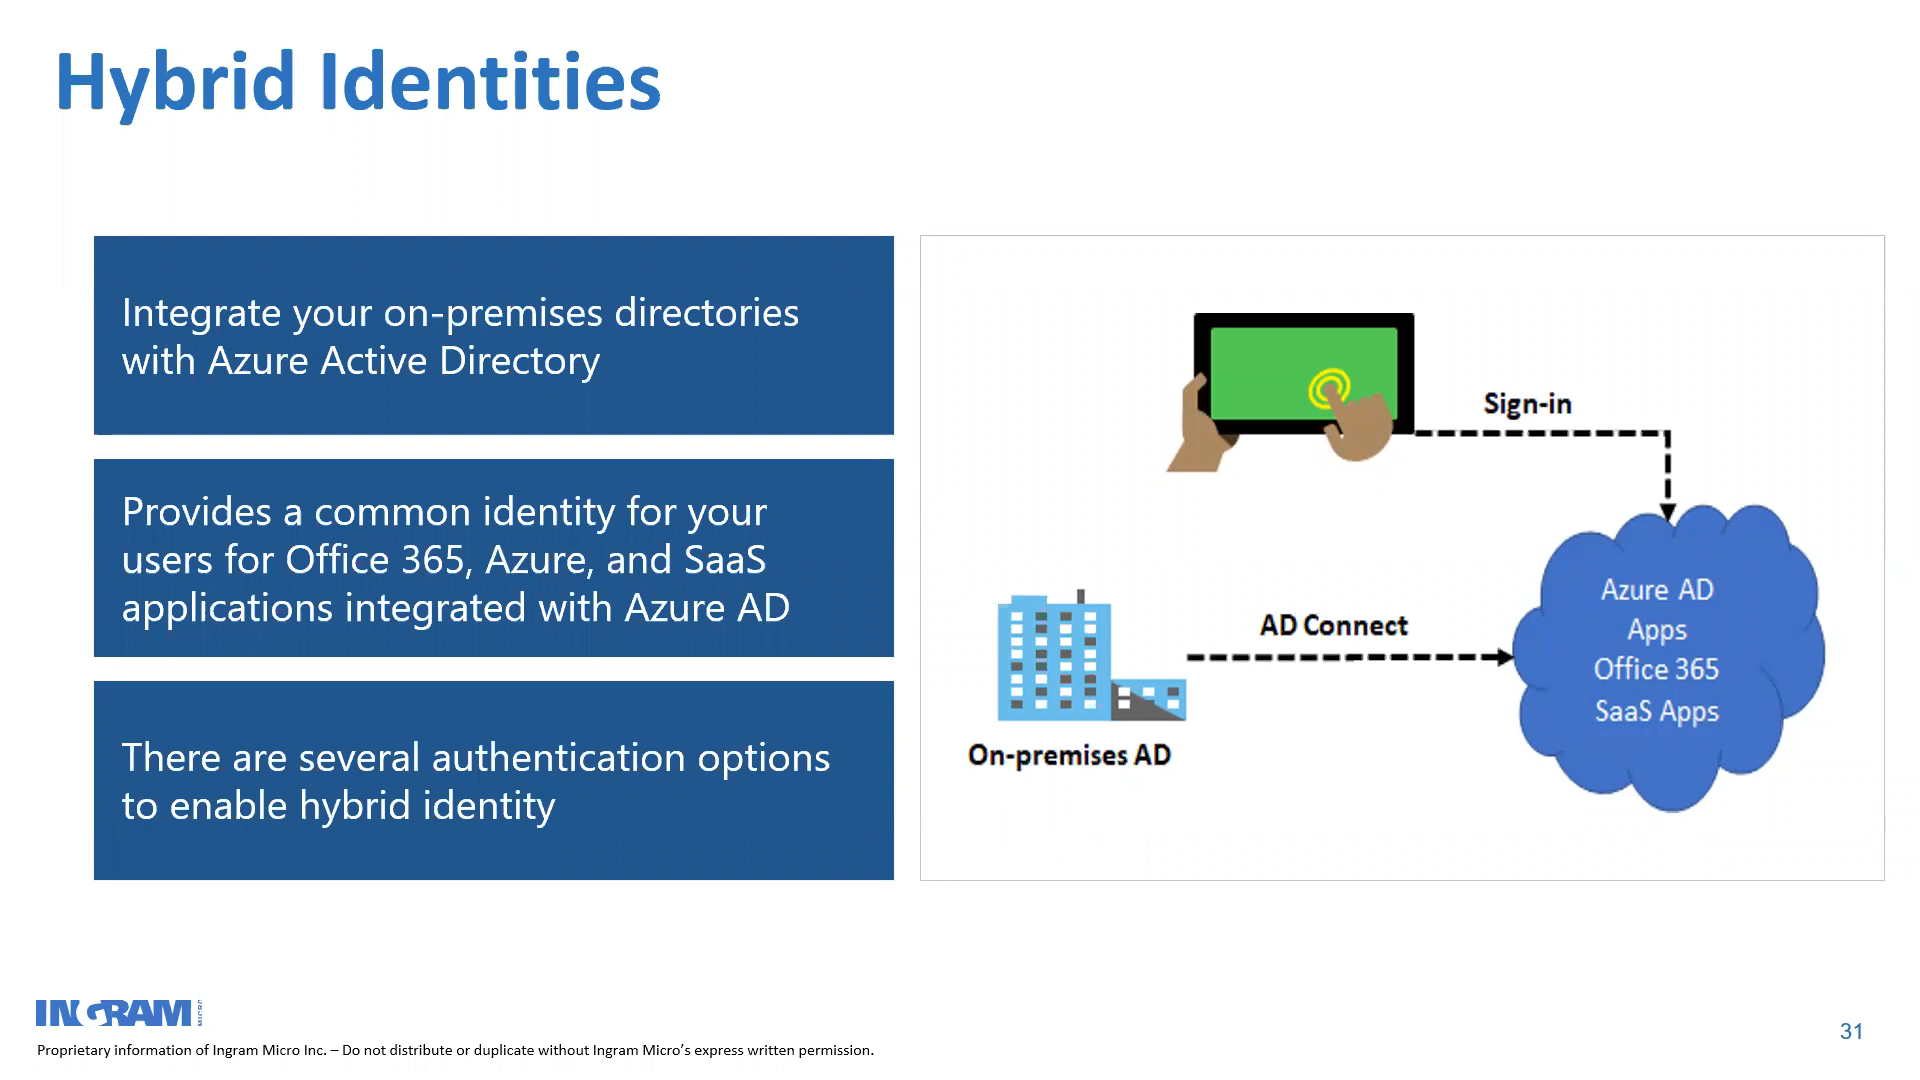 Hybrid Identities
Integrate your on-premises directories
with Azure Active Directory
Provides a common identity for your
users for Office 365, Azure, and SaaS
applications integrated with Azure AD
There are several authentication options
to enable hybrid identity
Sign-in
AD Connect
On-premises AD
Azure AD
Apps
Office 365
SaaS Apps
INGRAM MICRO
Proprietary information of Ingram Micro Inc. – Do not distribute or duplicate without Ingram Micro's express written permission.
31